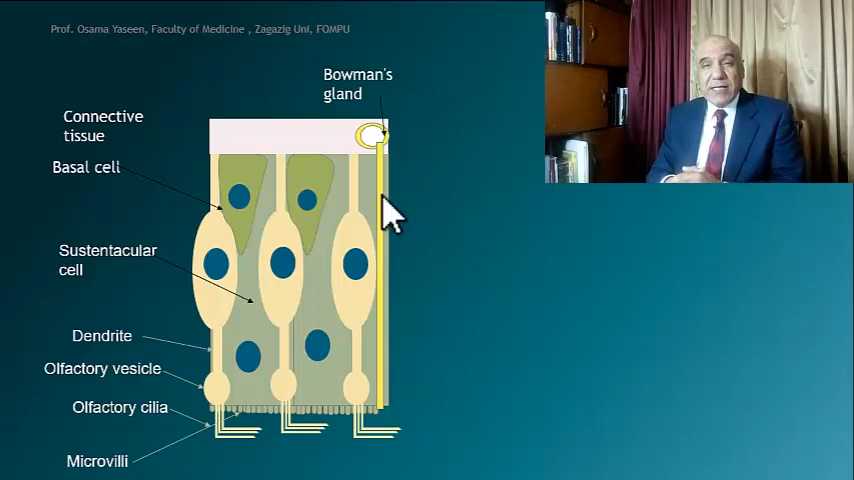 Prof. Osama Yaseen, Faculty of Medicine , Zagazig Uni, FOMPU
Bowman's
gland
Connective
tissue
Basal cell
Sustentacular
cell
Dendrite
Olfactory vesicle
Olfactory cilia
Microvilli